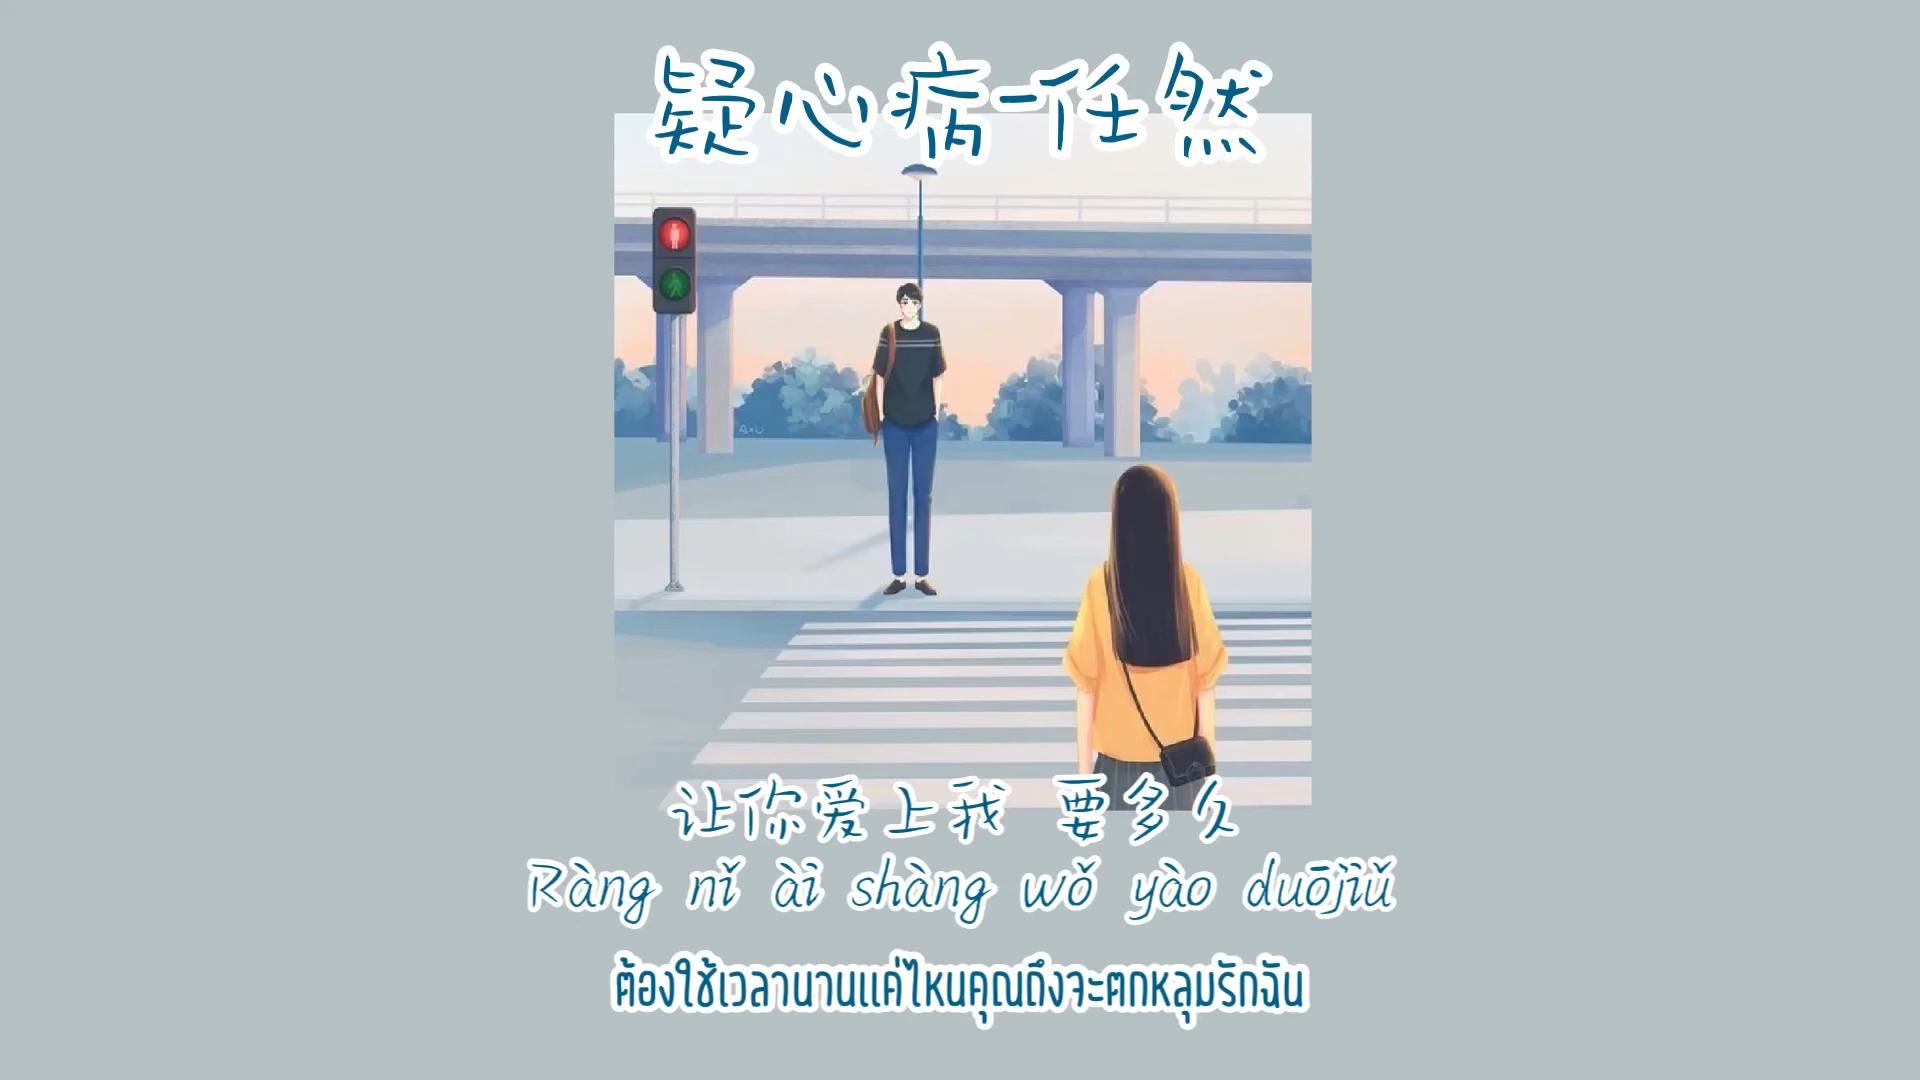 疑心病-任然
AxU
让你爱上我 要多久
Ràng nǐ ài shàng wǒ yào duōjiǔ
ต้องใช้เวลานานแค่ไหนคุณถึงจะตกหลุมรักฉัน